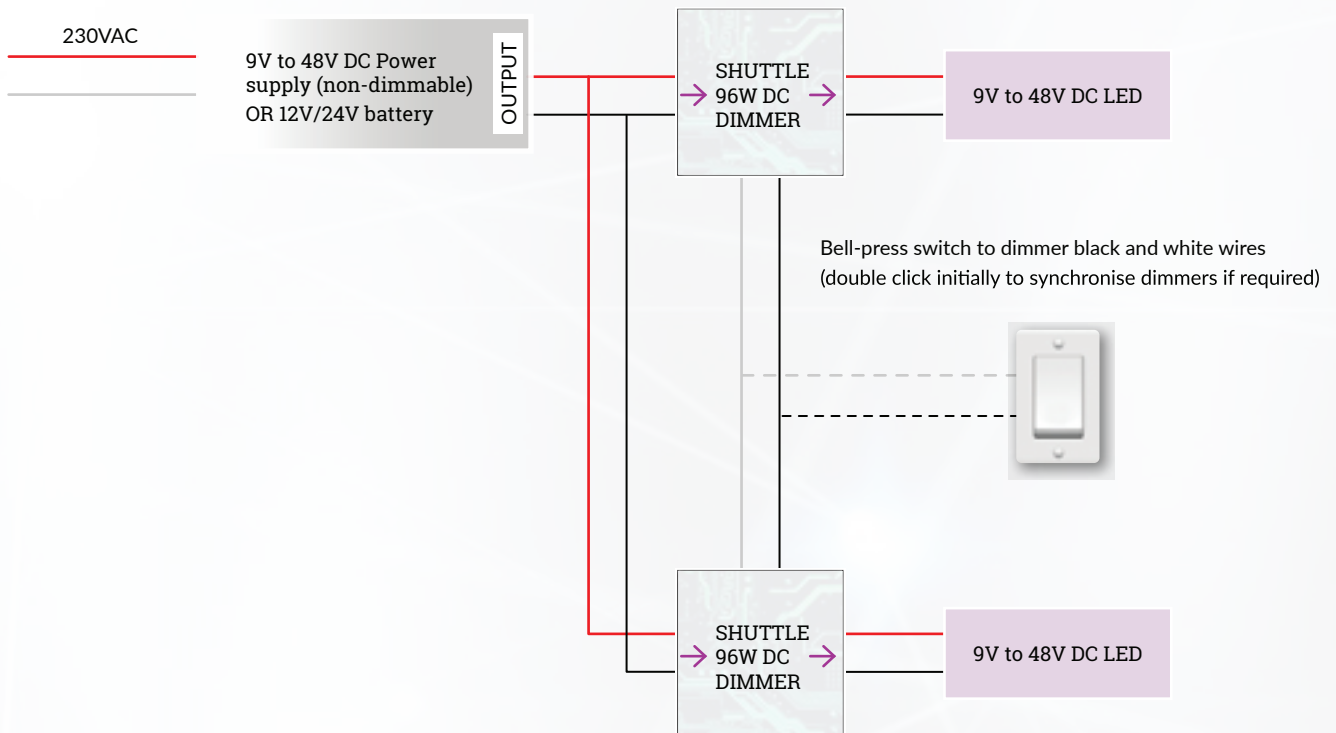 230VAC
9V to 48V DC Power
supply (non-dimmable)
OR 12V/24V battery
OUTPUT
SHUTTLE
96W DC
DIMMER
9V to 48V DC LED
Bell-press switch to dimmer black and white wires
(double click initially to synchronise dimmers if required)
SHUTTLE
96W DC
DIMMER
9V to 48V DC LED